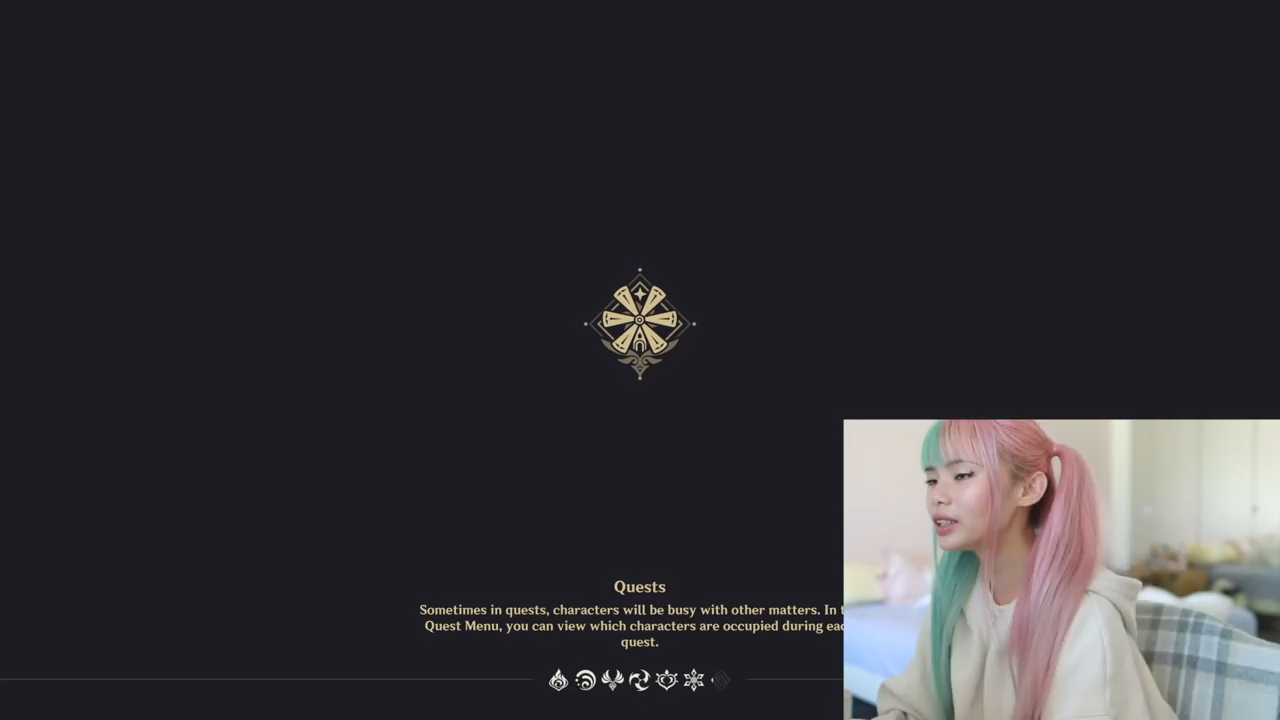 Quests
Sometimes in quests, characters will be busy with other matters. In
Quest Menu, you can view which characters are occupied during
quest.